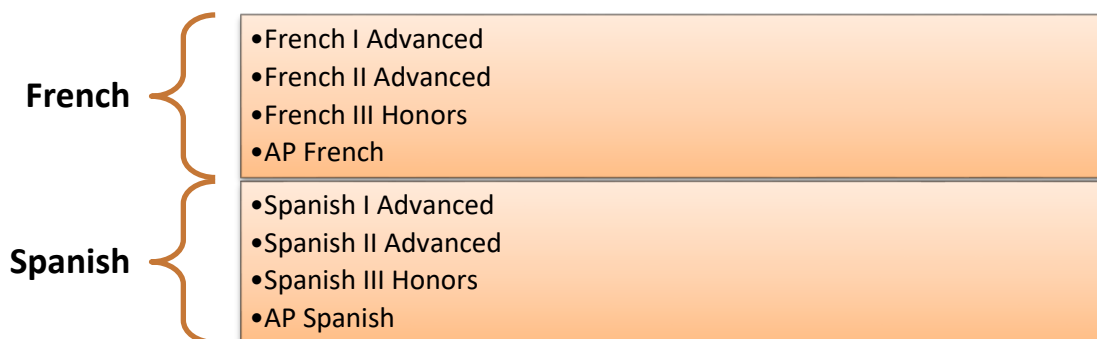 French
•French I Advanced
•French II Advanced
•French III Honors
•AP French
Spanish
•Spanish I Advanced
•Spanish II Advanced
•Spanish III Honors
•AP Spanish